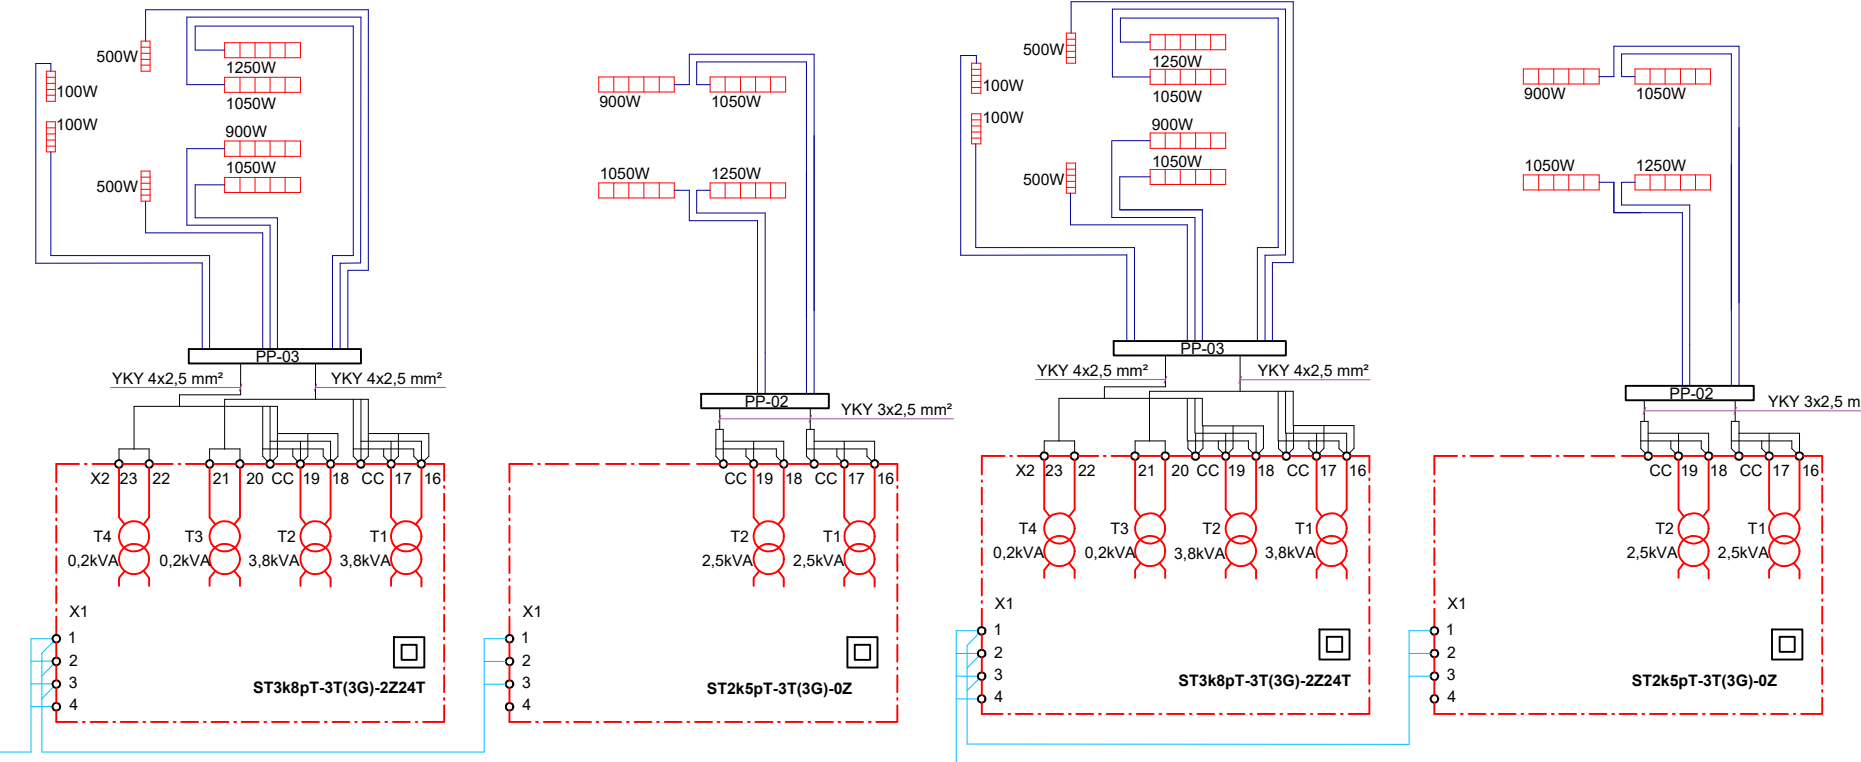 500W
1250W
100W
1050W
100W
900W
1050W
500W
PP-03
YKY 4x2,5 mm²
YKY 4x2,5 mm²
X2
23
22
21
20
CC
19
18
CC
17
16
T4
0,2kVA
T3
0,2kVA
T2
3,8kVA
T1
3,8kVA
X1
1
2
3
4
ST3k8pT-3T(3G)-2Z24T
900W
1050W
1050W
1250W
PP-02
YKY 3x2,5 mm²
CC
19
18
CC
17
16
T2
2,5kVA
T1
2,5kVA
X1
1
2
3
4
ST2k5pT-3T(3G)-0Z
500W
1250W
100W
1050W
100W
900W
1050W
500W
PP-03
YKY 4x2,5 mm²
YKY 4x2,5 mm²
X2
23
22
21
20
CC
19
18
CC
17
16
T4
0,2kVA
T3
0,2kVA
T2
3,8kVA
T1
3,8kVA
X1
1
2
3
4
ST3k8pT-3T(3G)-2Z24T
900W
1050W
1050W
1250W
PP-02
YKY 3x2,5 m
CC
19
18
CC
17
16
T2
2,5kVA
T1
2,5kVA
X1
1
2
3
4
ST2k5pT-3T(3G)-0Z